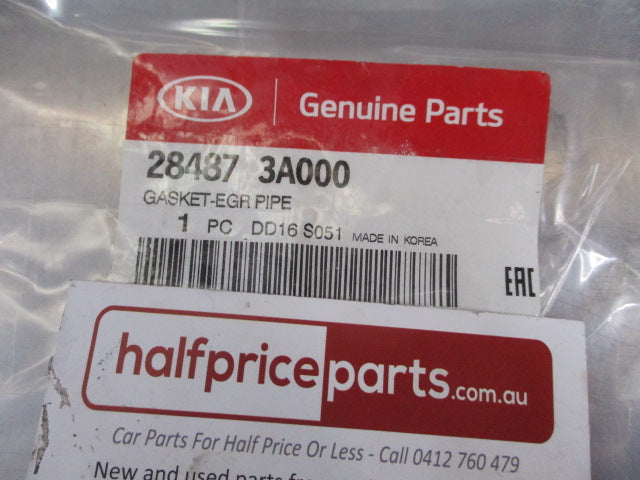 KIA Genuine Parts
28487 3A000
GASKET-EGR PIPE
1 PC DD16 S051 MADE IN KOREA
EAC
halfpriceparts.com.au
Car Parts For Half Price Or Less - Call 0412 760 479
New and used parts fro